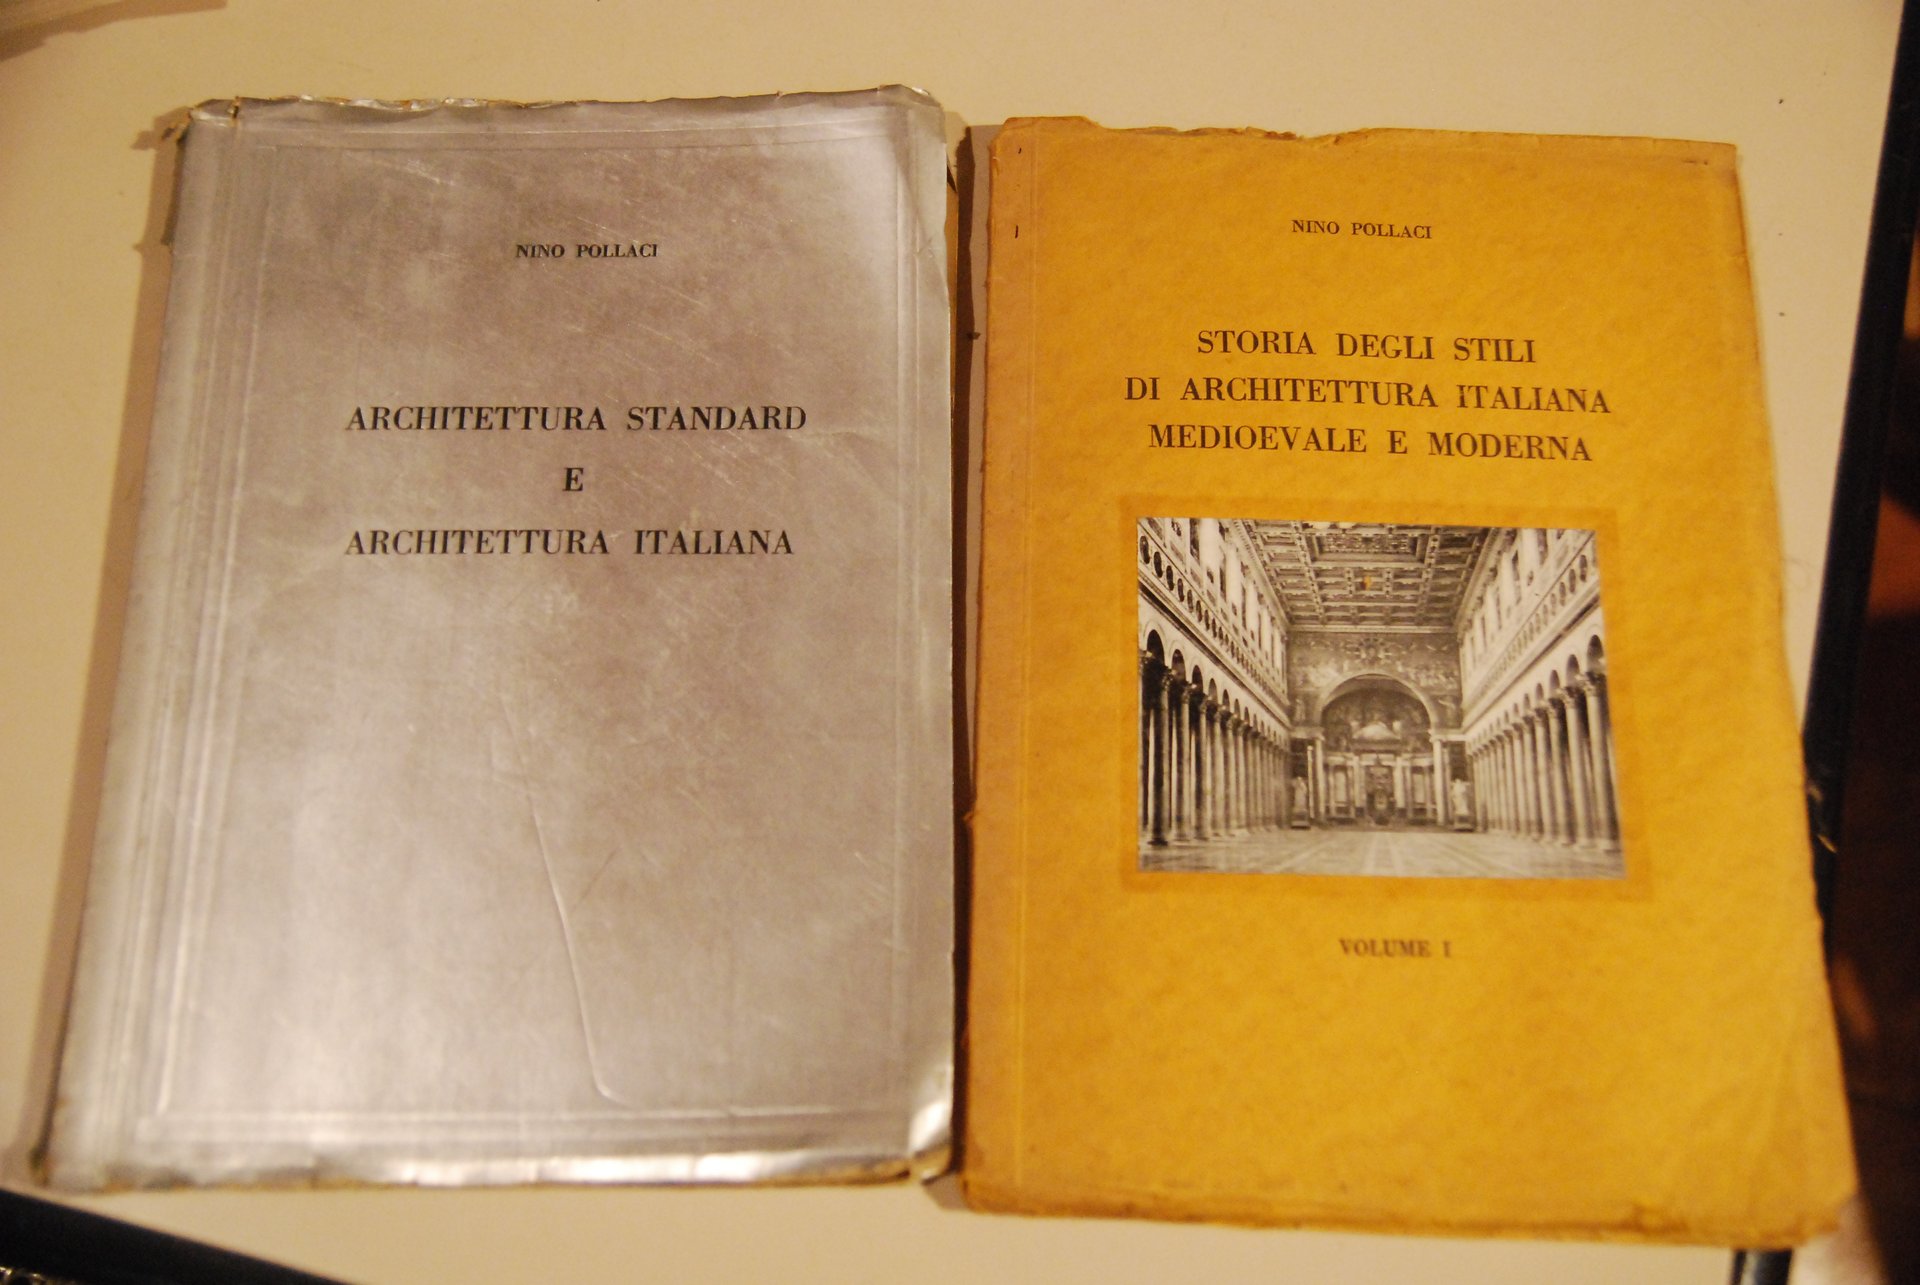 NINO POLLACI
ARCHITETTURA STANDARD
E
ARCHITETTURA ITALIANA
NINO POLLACI
STORIA DEGLI STILI
DI ARCHITETTURA ITALIANA
MEDIOEVALE E MODERNA
VOLUME I